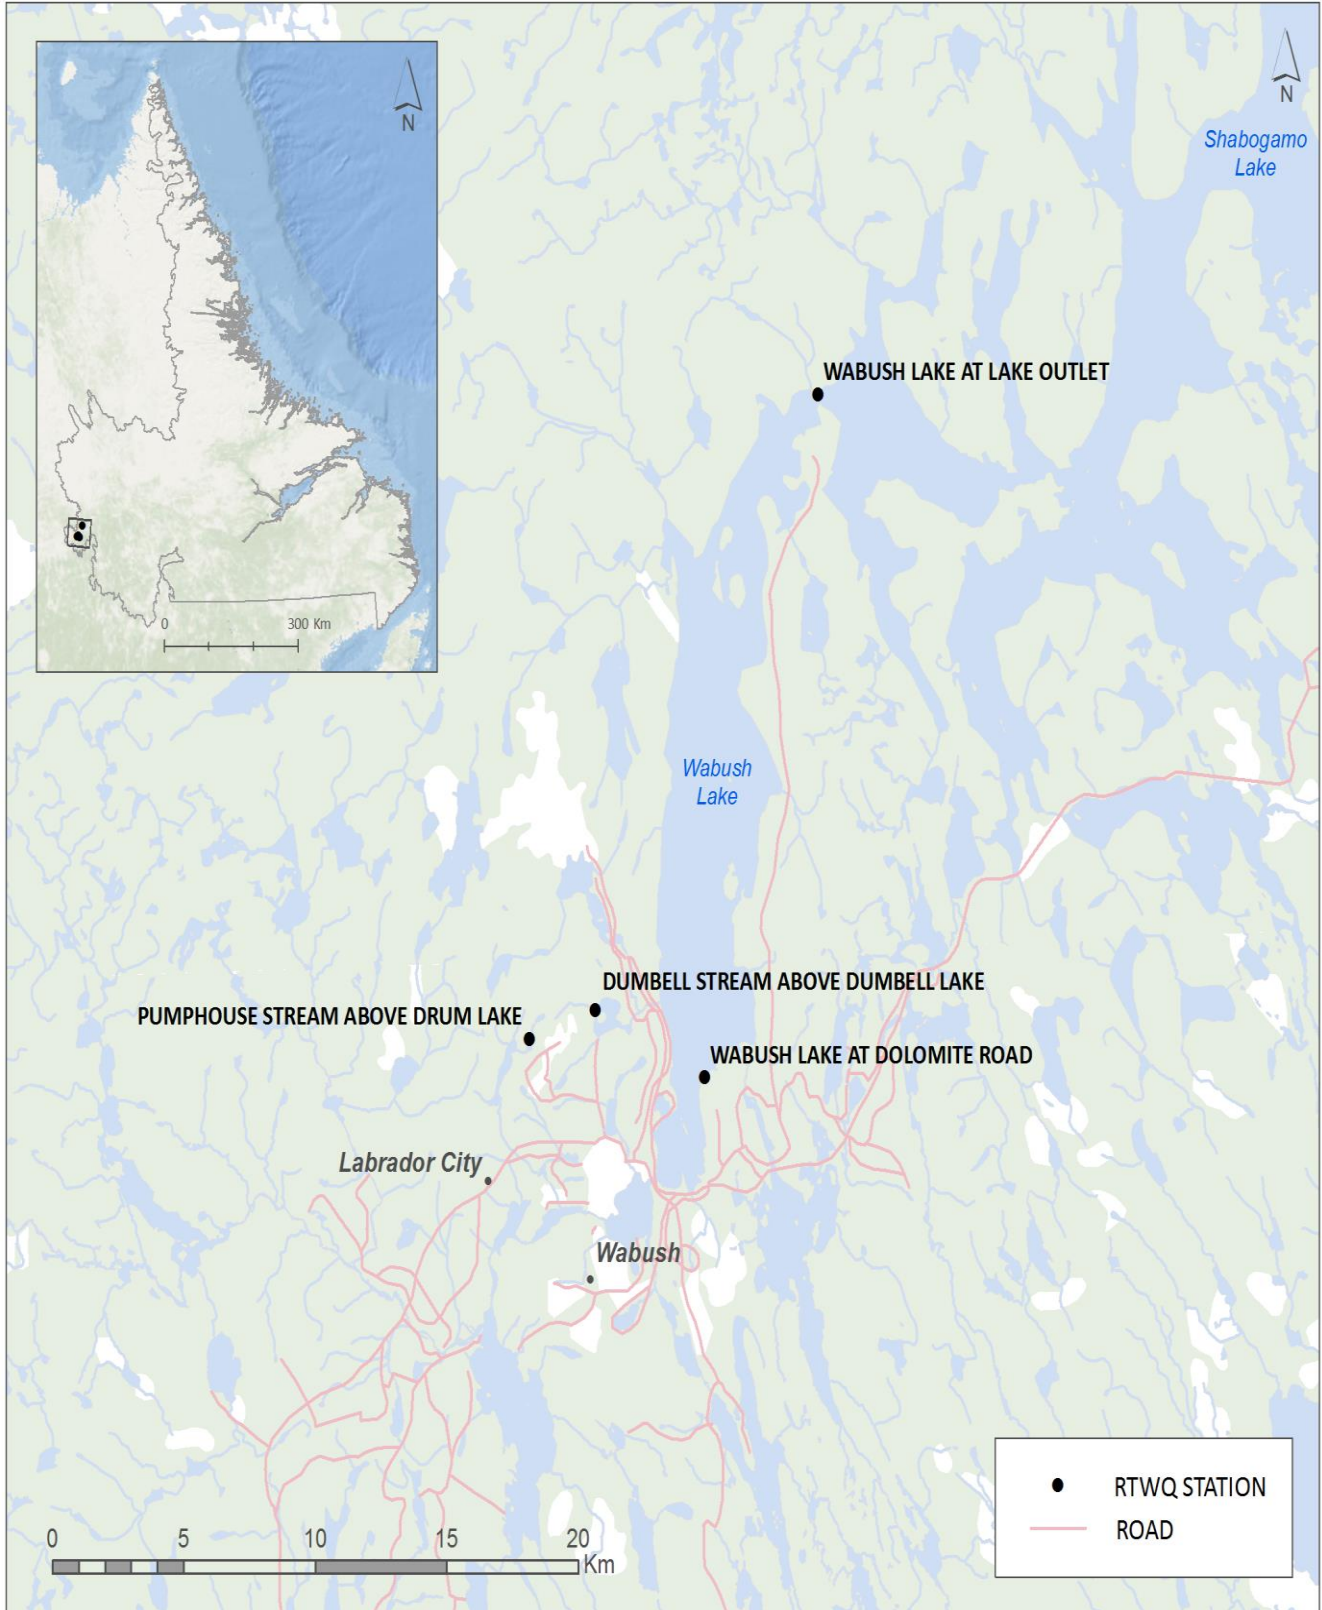 N
N
Shabogamo
Lake
WABUSH LAKE AT LAKE OUTLET
0 300 Km
Wabush
Lake
DUMBELL STREAM ABOVE DUMBELL LAKE
PUMPHOUSE STREAM ABOVE DRUM LAKE
WABUSH LAKE AT DOLOMITE ROAD
Labrador City
Wabush
RTWQ STATION
ROAD
0 5 10 15 20
Km